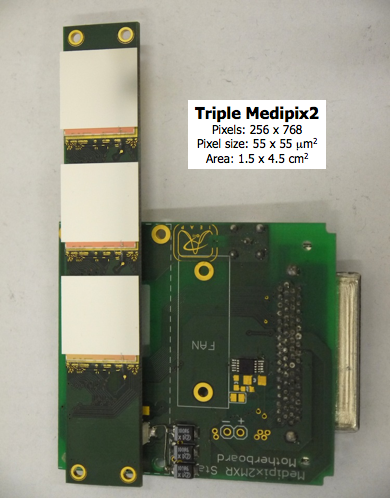 Triple Medipix2
Pixels: 256 x 768
Pixel size: 55 x 55 μm²
Area: 1.5 x 4.5 cm²
FAN
Medipix2MXR Sta
Motherboard